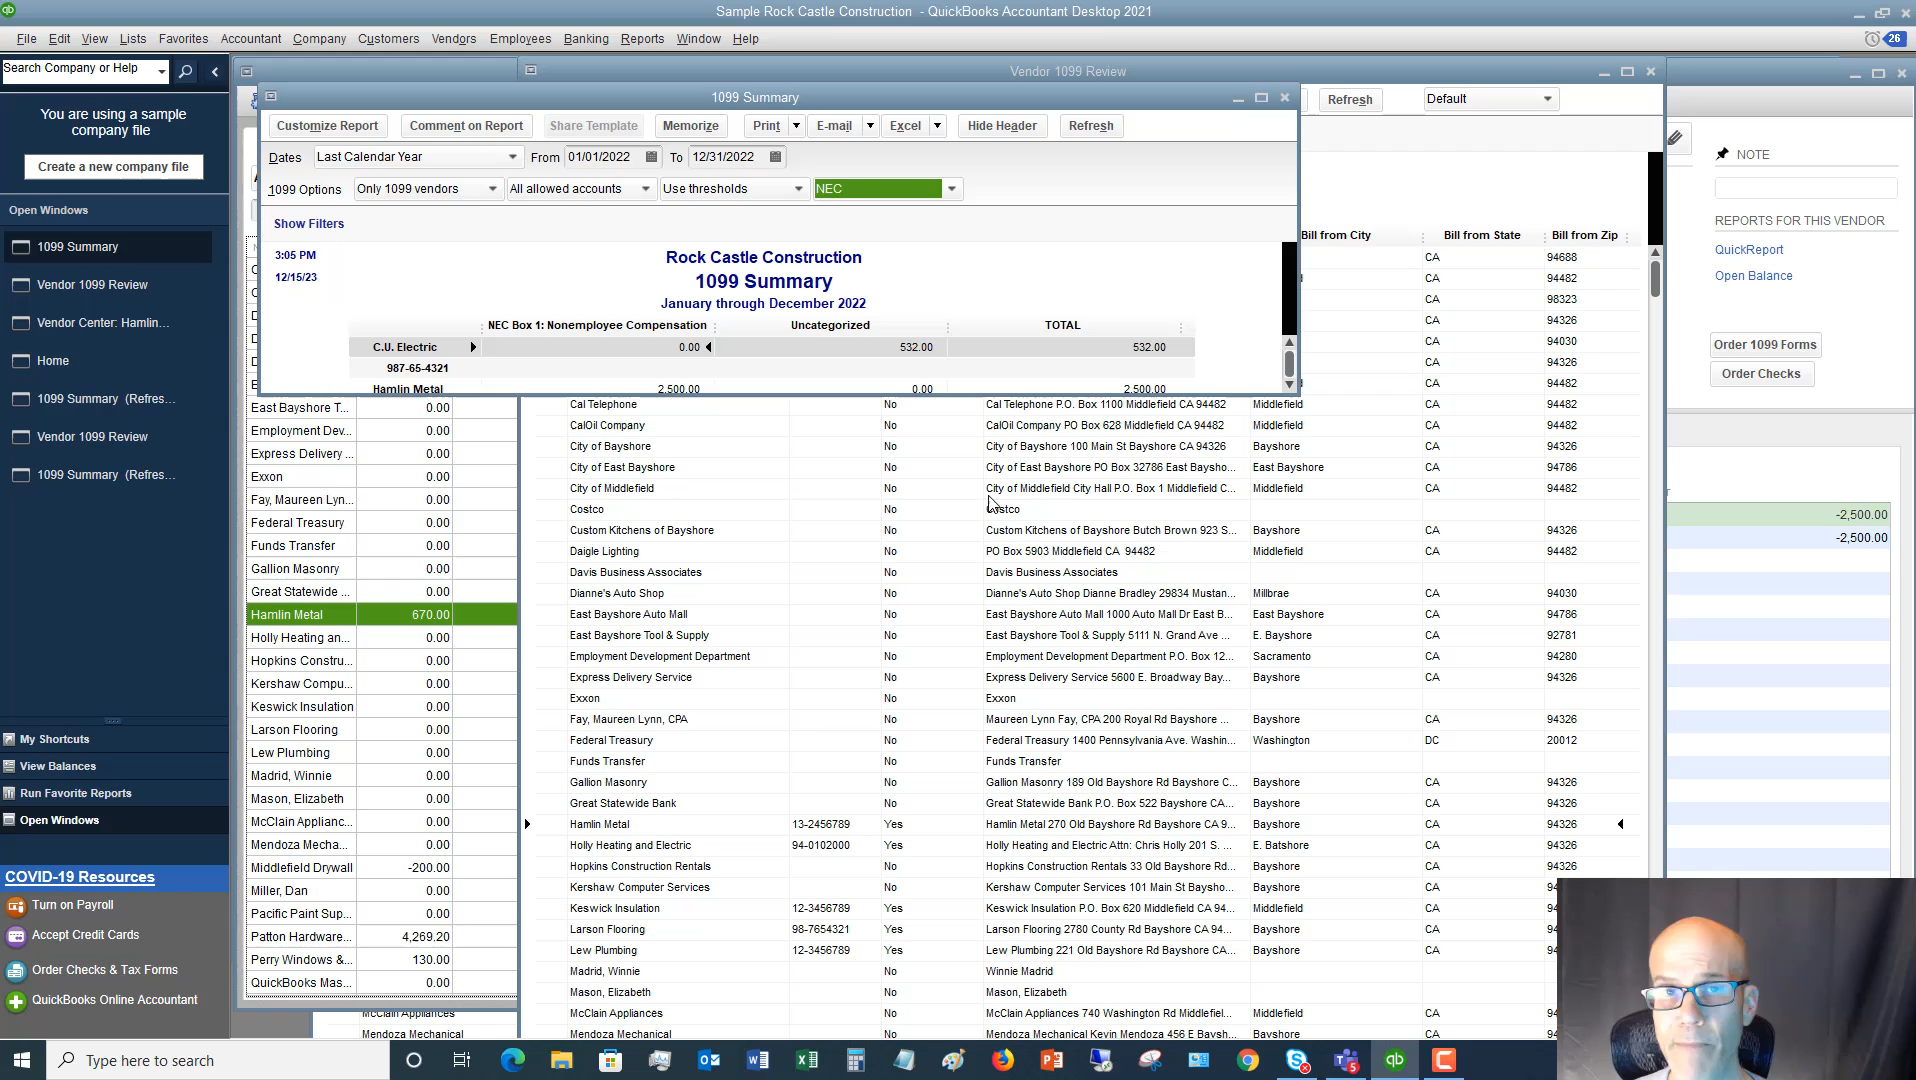 Sample Rock Castle Construction - QuickBooks Accountant Desktop 2021
File Edit View Lists Favorites Accountant Company Customers Vendors Employees Banking Reports Window Help
26
Search Company or Help
You are using a sample
company file
Create a new company file
Open Windows
1099 Summary
Vendor 1099 Review
Vendor Center: Hamlin...
Home
1099 Summary (Refres...
Vendor 1099 Review
1099 Summary (Refres...
My Shortcuts
View Balances
Run Favorite Reports
Open Windows
COVID-19 Resources
Turn on Payroll
Accept Credit Cards
Order Checks & Tax Forms
QuickBooks Online Accountant
Vendor 1099 Review
Refresh
Default
1099 Summary
Customize Report Comment on Report Share Template Memorize Print E-mail Excel Hide Header Refresh
Dates Last Calendar Year From 01/01/2022 To 12/31/2022
1099 Options Only 1099 vendors All allowed accounts Use thresholds NEC
Show Filters
3:05 PM
12/15/23
Rock Castle Construction
1099 Summary
January through December 2022
NEC Box 1: Nonemployee Compensation Uncategorized TOTAL
C.U. Electric 0.00 532.00 532.00
987-65-4321
Hamlin Metal 2,500.00 0.00 2,500.00
East Bayshore T... 0.00
Employment Dev... 0.00
Express Delivery ... 0.00
Exxon 0.00
Fay, Maureen Lyn... 0.00
Federal Treasury 0.00
Funds Transfer 0.00
Gallion Masonry 0.00
Great Statewide ... 0.00
Hamlin Metal 670.00
Holly Heating an... 0.00
Hopkins Constru... 0.00
Kershaw Compu... 0.00
Keswick Insulation 0.00
Larson Flooring 0.00
Lew Plumbing 0.00
Madrid, Winnie 0.00
Mason, Elizabeth 0.00
McClain Applianc... 0.00
Mendoza Mecha... 0.00
Middlefield Drywall -200.00
Miller, Dan 0.00
Pacific Paint Sup... 0.00
Patton Hardware... 4,269.20
Perry Windows &... 130.00
QuickBooks Mas... 0.00
McClain Appliances
Mendoza Mechanical
Bill from City Bill from State Bill from Zip
CA 94688
CA 94482
CA 98323
CA 94326
CA 94030
CA 94482
CA 94326
Cal Telephone No Cal Telephone P.O. Box 1100 Middlefield CA 94482 Middlefield CA 94482
CalOil Company No CalOil Company PO Box 628 Middlefield CA 94482 Middlefield CA 94482
City of Bayshore No City of Bayshore 100 Main St Bayshore CA 94326 Bayshore CA 94326
City of East Bayshore No City of East Bayshore PO Box 32786 East Baysho... East Bayshore CA 94786
City of Middlefield No City of Middlefield City Hall P.O. Box 1 Middlefield C... Middlefield CA 94482
Costco No Costco
Custom Kitchens of Bayshore No Custom Kitchens of Bayshore Butch Brown 923 S... Bayshore CA 94326
Daigle Lighting No PO Box 5903 Middlefield CA 94482 Middlefield CA 94482
Davis Business Associates No Davis Business Associates
Dianne's Auto Shop No Dianne's Auto Shop Dianne Bradley 29834 Mustan... Millbrae CA 94030
East Bayshore Auto Mall No East Bayshore Auto Mall 1000 Auto Mall Dr East B... East Bayshore CA 94786
East Bayshore Tool & Supply No East Bayshore Tool & Supply 5111 N. Grand Ave ... E. Bayshore CA 92781
Employment Development Department No Employment Development Department P.O. Box 12... Sacramento CA 94280
Express Delivery Service No Express Delivery Service 5600 E. Broadway Bay... Bayshore CA 94326
Exxon No Exxon
Fay, Maureen Lynn, CPA No Maureen Lynn Fay, CPA 200 Royal Rd Bayshore ... Bayshore CA 94326
Federal Treasury No Federal Treasury 1400 Pennsylvania Ave. Washin... Washington DC 20012
Funds Transfer No Funds Transfer
Gallion Masonry No Gallion Masonry 189 Old Bayshore Rd Bayshore C... Bayshore CA 94326
Great Statewide Bank No Great Statewide Bank P.O. Box 522 Bayshore CA... Bayshore CA 94326
Hamlin Metal 13-2456789 Yes Hamlin Metal 270 Old Bayshore Rd Bayshore CA 9... Bayshore CA 94326
Holly Heating and Electric 94-0102000 Yes Holly Heating and Electric Attn: Chris Holly 201 S. ... E. Batshore CA 94326
Hopkins Construction Rentals No Hopkins Construction Rentals 33 Old Bayshore Rd... Bayshore CA 94326
Kershaw Computer Services No Kershaw Computer Services 101 Main St Baysho... Bayshore CA
Keswick Insulation 12-3456789 Yes Keswick Insulation P.O. Box 620 Middlefield CA 94... Middlefield CA
Larson Flooring 98-7654321 Yes Larson Flooring 2780 County Rd Bayshore CA 94... Bayshore CA
Lew Plumbing 12-3456789 Yes Lew Plumbing 221 Old Bayshore Rd Bayshore CA... Bayshore CA
Madrid, Winnie No Winnie Madrid
Mason, Elizabeth No Mason, Elizabeth
McClain Appliances No McClain Appliances 740 Washington Rd Middlefiel... Middlefield CA
Mendoza Mechanical No Mendoza Mechanical Kevin Mendoza 456 E Baysh... Bayshore CA
NOTE
REPORTS FOR THIS VENDOR
QuickReport
Open Balance
Order 1099 Forms
Order Checks
-2,500.00
-2,500.00
Type here to search